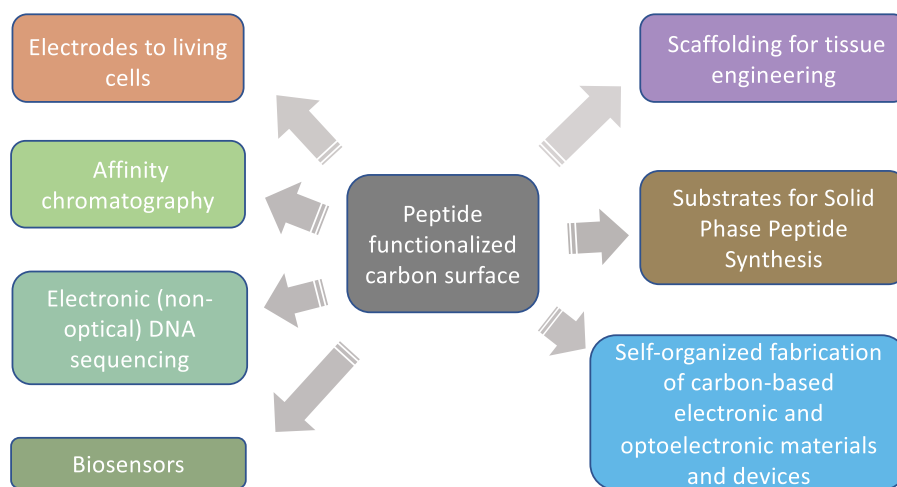 Electrodes to living
cells
Affinity
chromatography
Electronic (non-
optical) DNA
sequencing
Biosensors
Peptide
functionalized
carbon surface
Scaffolding for tissue
engineering
Substrates for Solid
Phase Peptide
Synthesis
Self-organized fabrication
of carbon-based
electronic and
optoelectronic materials
and devices